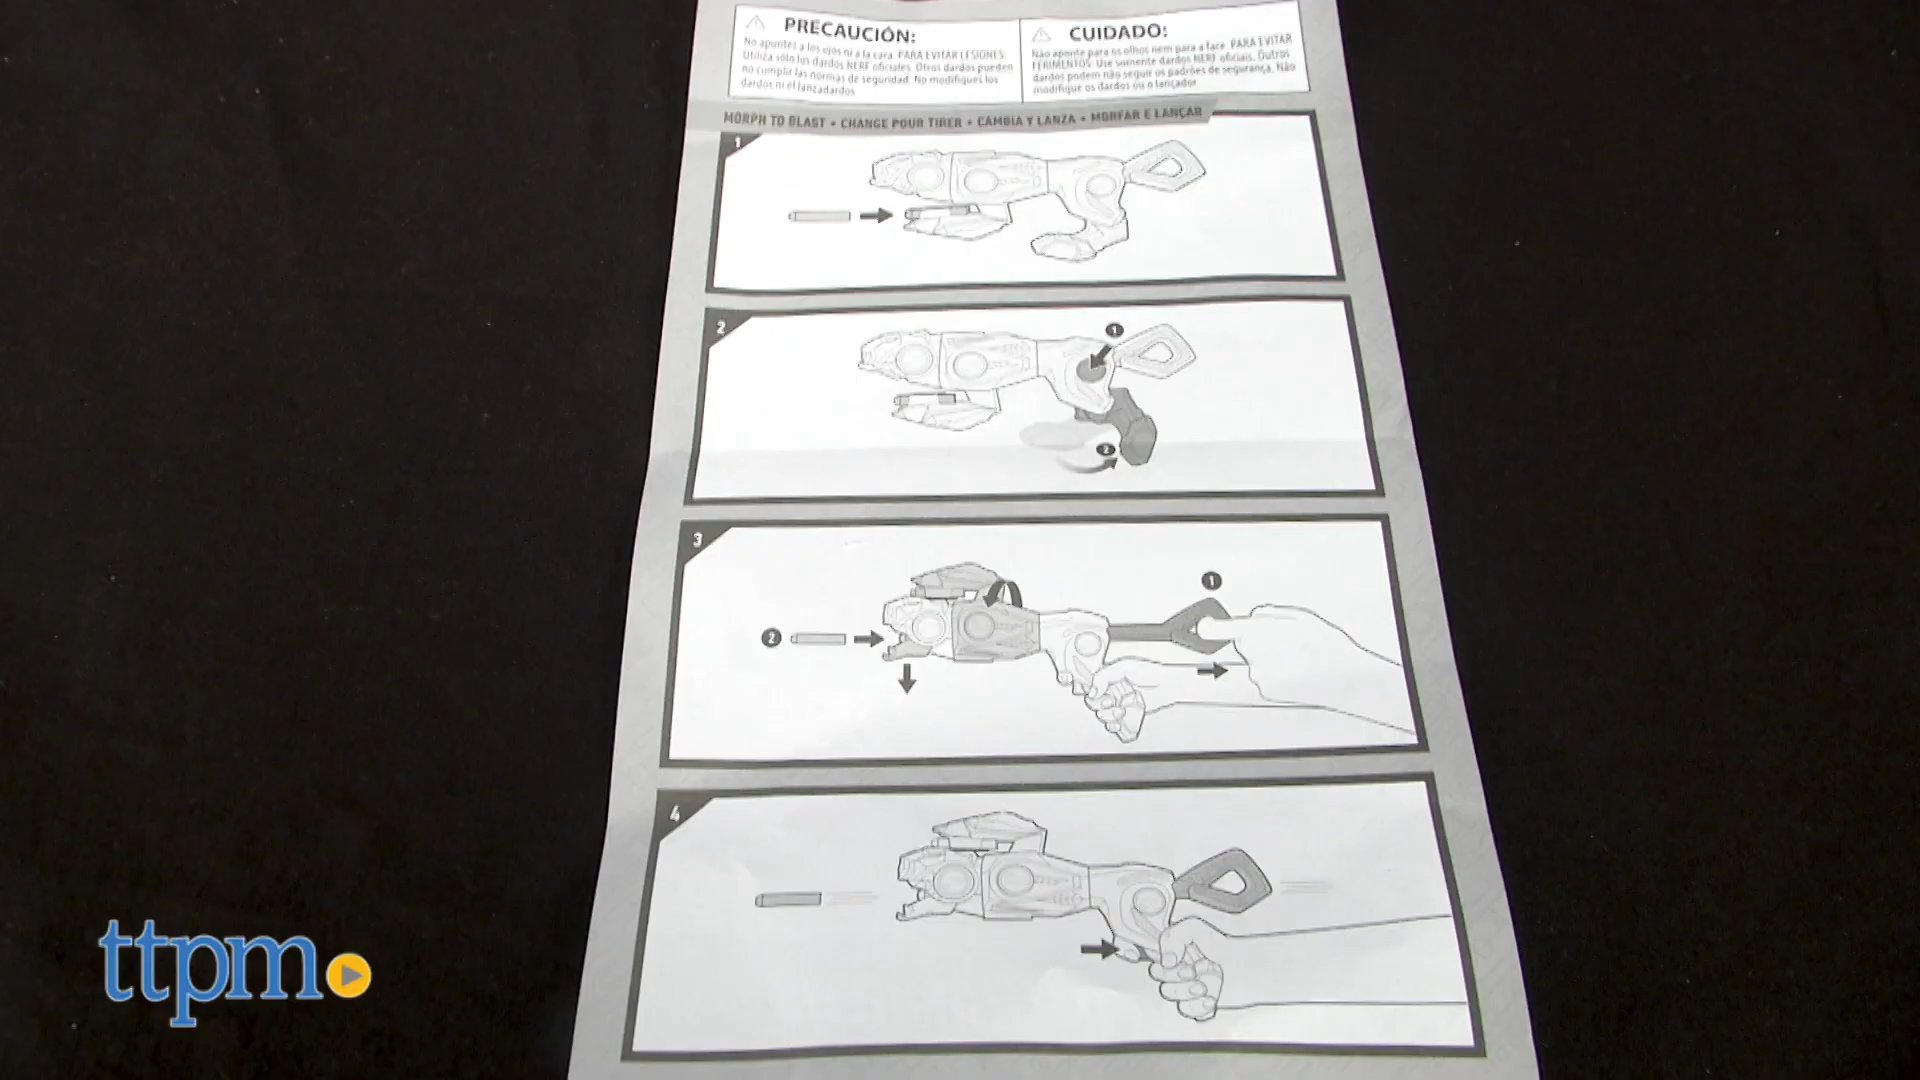 PRECAUCIÓN:
No apuntes a los ojos ni a la cara. PARA EVITAR LESIONES:
Utiliza sólo los dardos NERF oficiales. Otros dardos pueden
no cumplir las normas de seguridad. No modifiques los
dardos ni el lanzadardos.
CUIDADO:
Não aponte para os olhos nem para a face. PARA EVITAR
FERIMENTOS: Use somente dardos NERF oficiais. Outros
dardos podem não seguir os padrões de segurança. Não
modifique os dardos ou o lançador.
MORPH TO BLAST • CHANGE POUR TIRER • CAMBIA Y LANZA • MORFAR E LANÇAR
1
2
1
2
3
1
2
4
ttpm